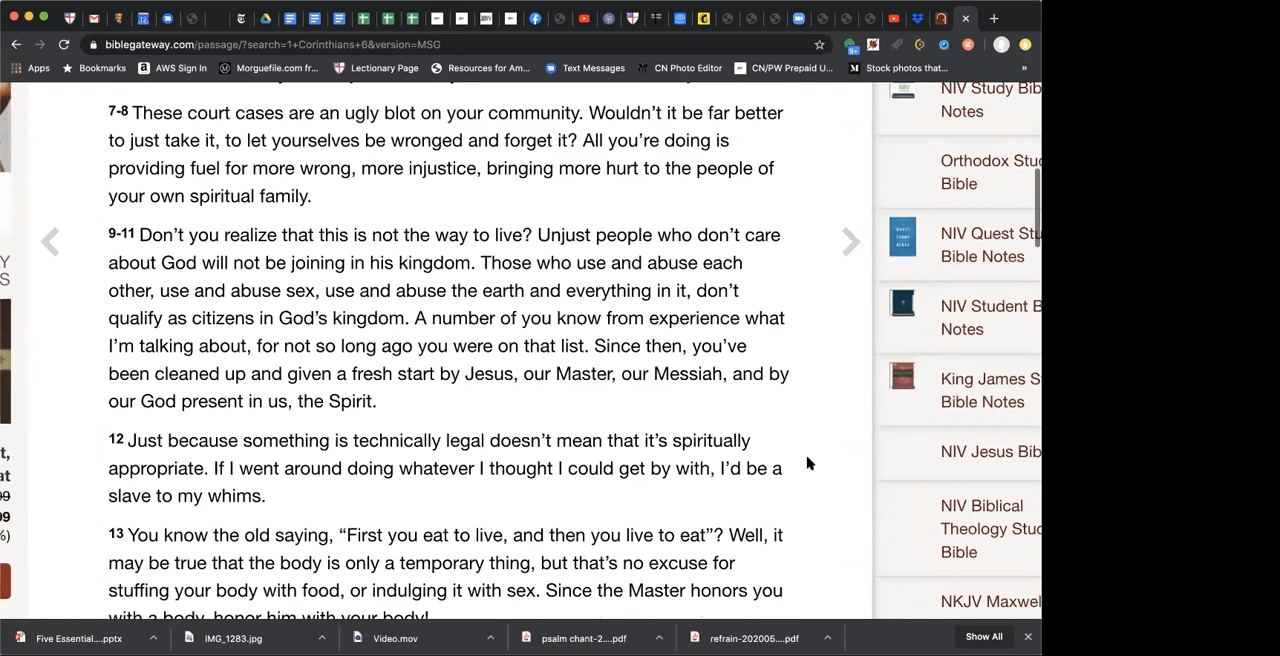 biblegateway.com/passage/?search=1+Corinthians+6&version=MSG
Apps Bookmarks AWS Sign In Morguefile.com fr... Lectionary Page Resources for Am... Text Messages CN Photo Editor CN/PW Prepaid U... Stock photos that... »
7-8 These court cases are an ugly blot on your community. Wouldn’t it be far better
to just take it, to let yourselves be wronged and forget it? All you’re doing is
providing fuel for more wrong, more injustice, bringing more hurt to the people of
your own spiritual family.
9-11 Don’t you realize that this is not the way to live? Unjust people who don’t care
about God will not be joining in his kingdom. Those who use and abuse each
other, use and abuse sex, use and abuse the earth and everything in it, don’t
qualify as citizens in God’s kingdom. A number of you know from experience what
I’m talking about, for not so long ago you were on that list. Since then, you’ve
been cleaned up and given a fresh start by Jesus, our Master, our Messiah, and by
our God present in us, the Spirit.
12 Just because something is technically legal doesn’t mean that it’s spiritually
appropriate. If I went around doing whatever I thought I could get by with, I’d be a
slave to my whims.
13 You know the old saying, “First you eat to live, and then you live to eat”? Well, it
may be true that the body is only a temporary thing, but that’s no excuse for
stuffing your body with food, or indulging it with sex. Since the Master honors you
with a body, honor him with your body!
NIV Study Bib
Notes
Orthodox Stu
Bible
NIV Quest Stu
Bible Notes
NIV Student B
Notes
King James S
Bible Notes
NIV Jesus Bib
NIV Biblical
Theology Stud
Bible
NKJV Maxwel
Five Essential....pptx IMG_1283.jpg Video.mov psalm chant-2....pdf refrain-202005....pdf Show All